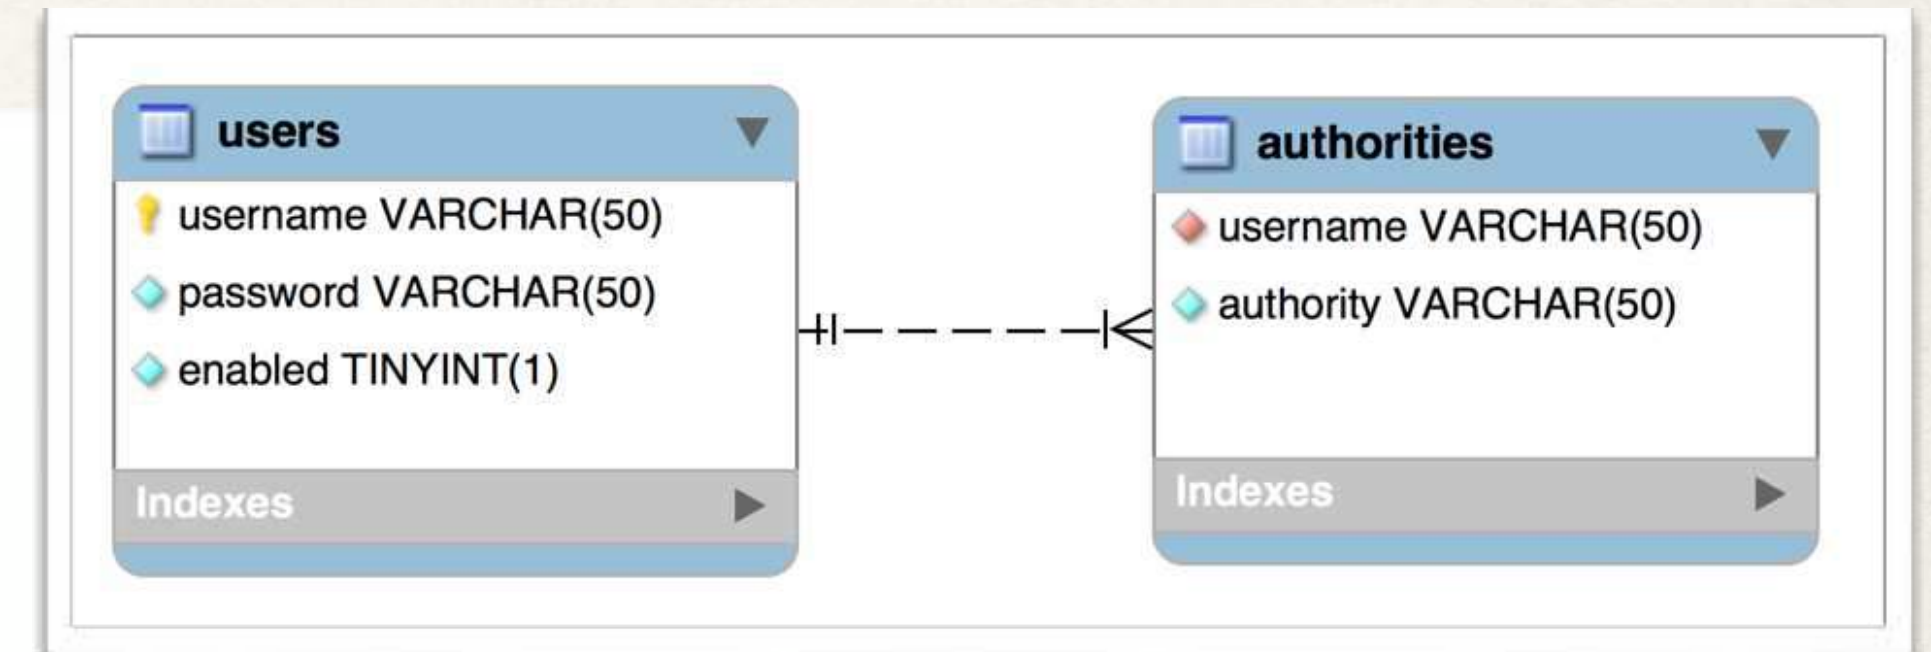 users
username VARCHAR(50)
password VARCHAR(50)
enabled TINYINT(1)
Indexes
authorities
username VARCHAR(50)
authority VARCHAR(50)
Indexes